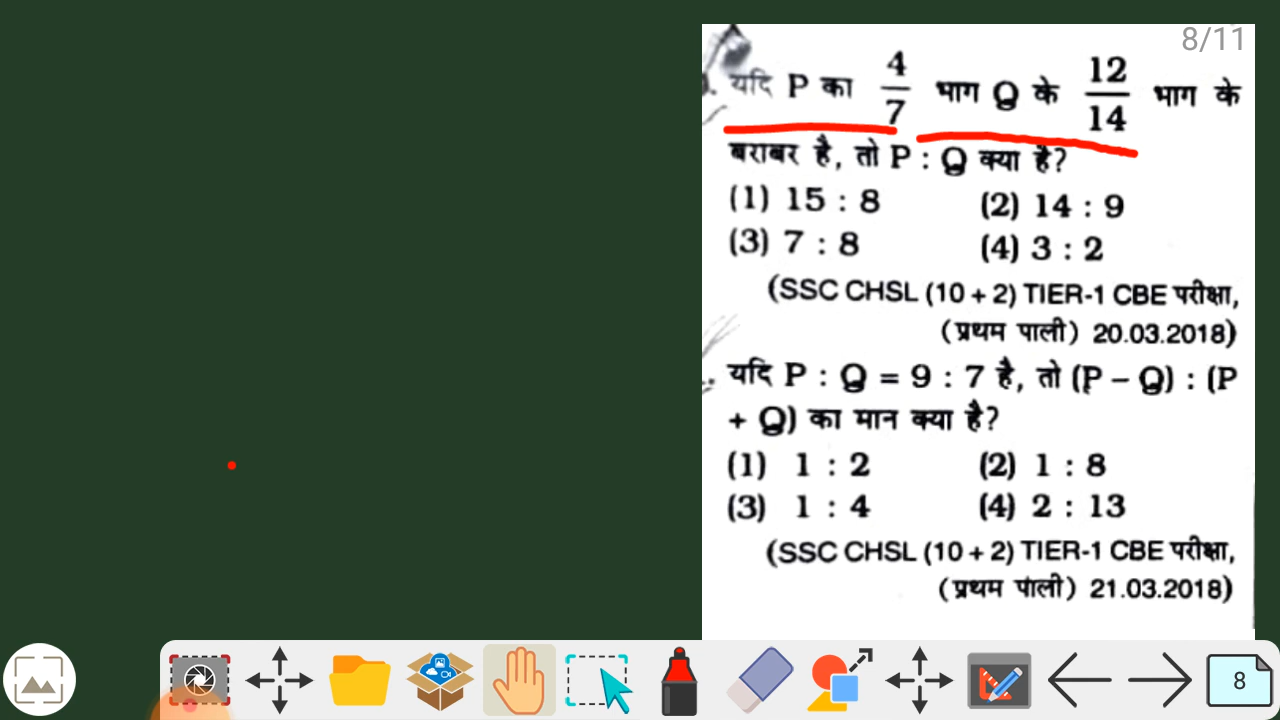 8/11
यदि P का 4/7 भाग Q के 12/14 भाग के
बराबर है, तो P : Q क्या है?
(1) 15 : 8 (2) 14 : 9
(3) 7 : 8 (4) 3 : 2
(SSC CHSL (10 + 2) TIER-1 CBE परीक्षा,
(प्रथम पाली) 20.03.2018)
यदि P : Q = 9 : 7 है, तो (P – Q) : (P
+ Q) का मान क्या है?
(1) 1 : 2 (2) 1 : 8
(3) 1 : 4 (4) 2 : 13
(SSC CHSL (10 + 2) TIER-1 CBE परीक्षा,
(प्रथम पाली) 21.03.2018)
8